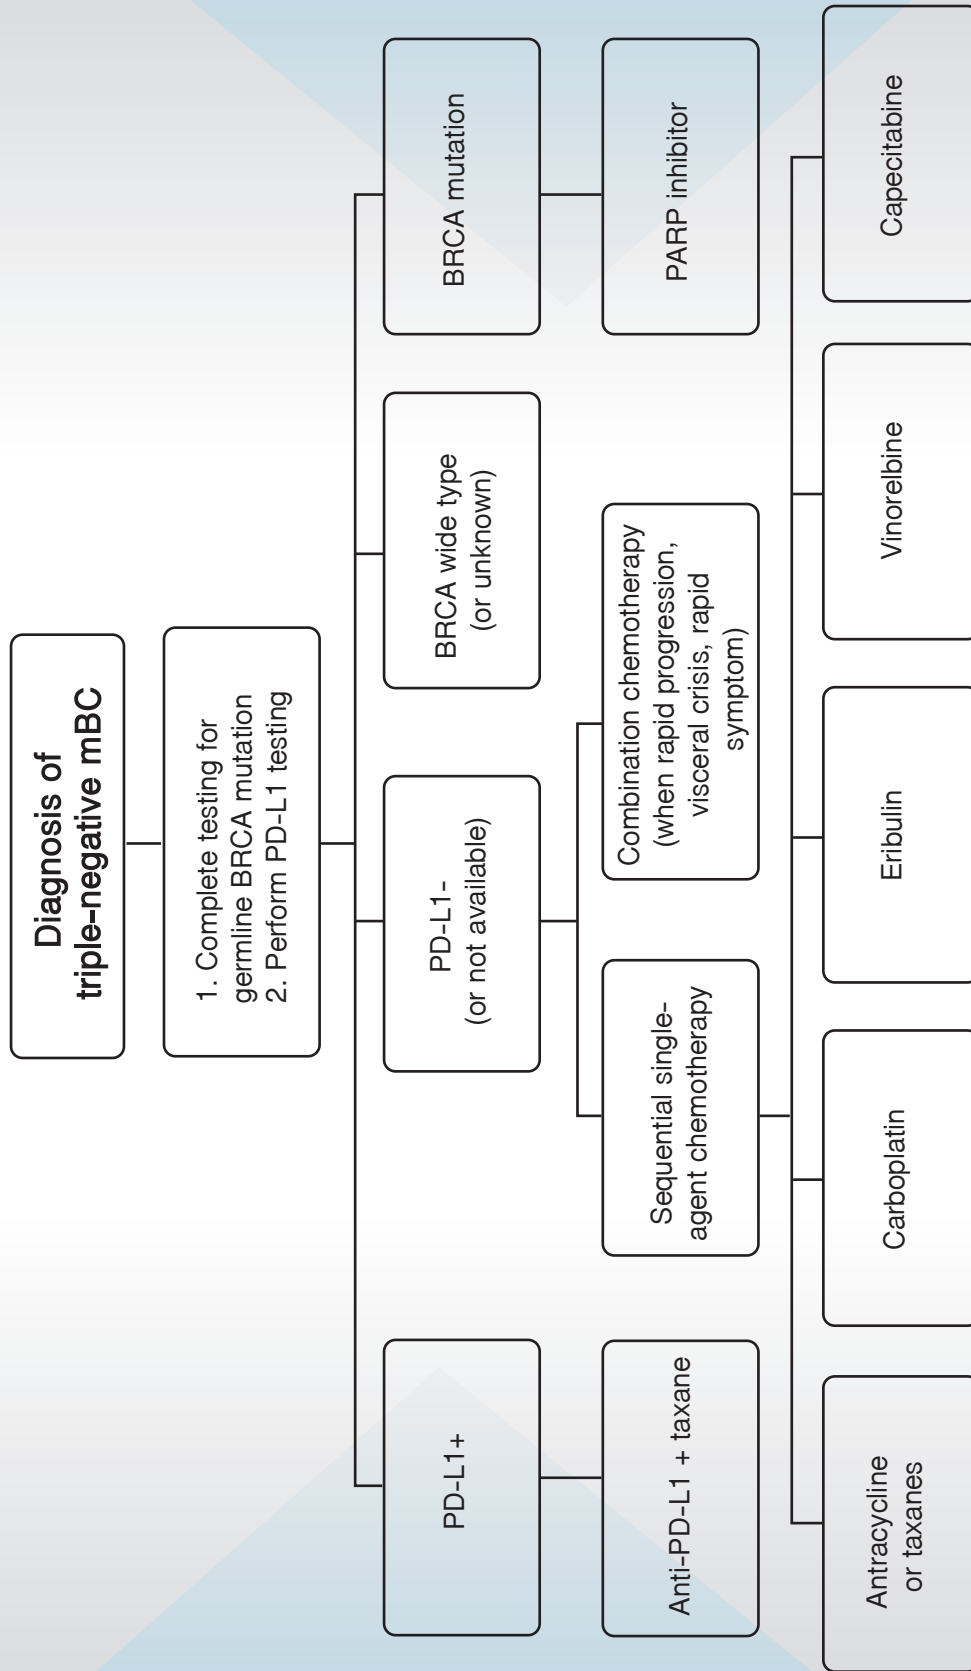 Diagnosis of
triple-negative mBC
1. Complete testing for
germline BRCA mutation
2. Perform PD-L1 testing
PD-L1+
PD-L1-
(or not available)
BRCA wide type
(or unknown)
BRCA mutation
Anti-PD-L1 + taxane
Sequential single-
agent chemotherapy
Combination chemotherapy
(when rapid progression,
visceral crisis, rapid
symptom)
PARP inhibitor
Antracycline
or taxanes
Carboplatin
Eribulin
Vinorelbine
Capecitabine